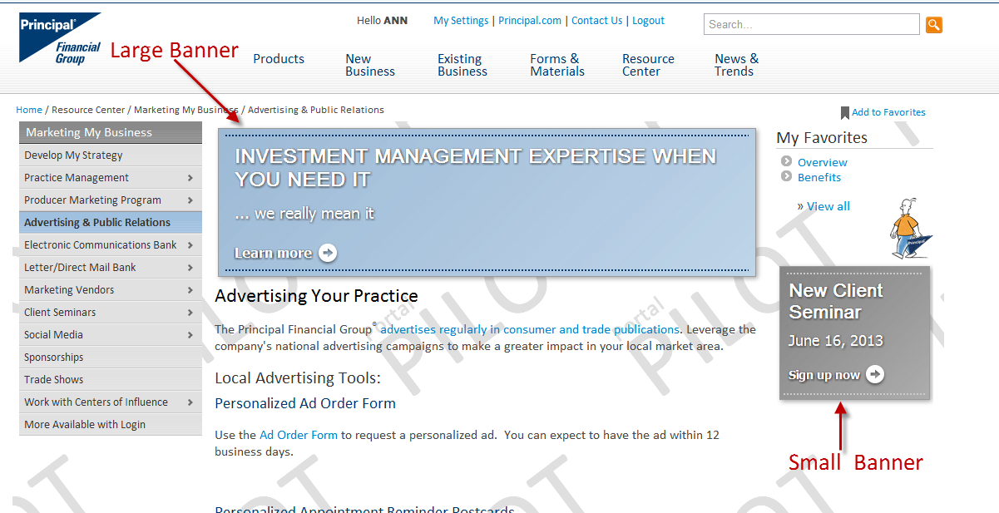 Principal®
Financial
Group
Hello ANN
My Settings | Principal.com | Contact Us | Logout
Search...
Large Banner
Products
New
Business
Existing
Business
Forms &
Materials
Resource
Center
News &
Trends
Home / Resource Center / Marketing My Business / Advertising & Public Relations
Add to Favorites
Marketing My Business
Develop My Strategy
Practice Management
Producer Marketing Program
Advertising & Public Relations
Electronic Communications Bank
Letter/Direct Mail Bank
Marketing Vendors
Client Seminars
Social Media
Sponsorships
Trade Shows
Work with Centers of Influence
More Available with Login
INVESTMENT MANAGEMENT EXPERTISE WHEN
YOU NEED IT
... we really mean it
Learn more
Advertising Your Practice
The Principal Financial Group® advertises regularly in consumer and trade publications. Leverage the
company's national advertising campaigns to make a greater impact in your local market area.
Local Advertising Tools:
Personalized Ad Order Form
Use the Ad Order Form to request a personalized ad. You can expect to have the ad within 12
business days.
Personalized Appointment Reminder Postcards
My Favorites
Overview
Benefits
» View all
Principal
New Client
Seminar
June 16, 2013
Sign up now
Small Banner
Portal
PILOT
Portal
PILOT